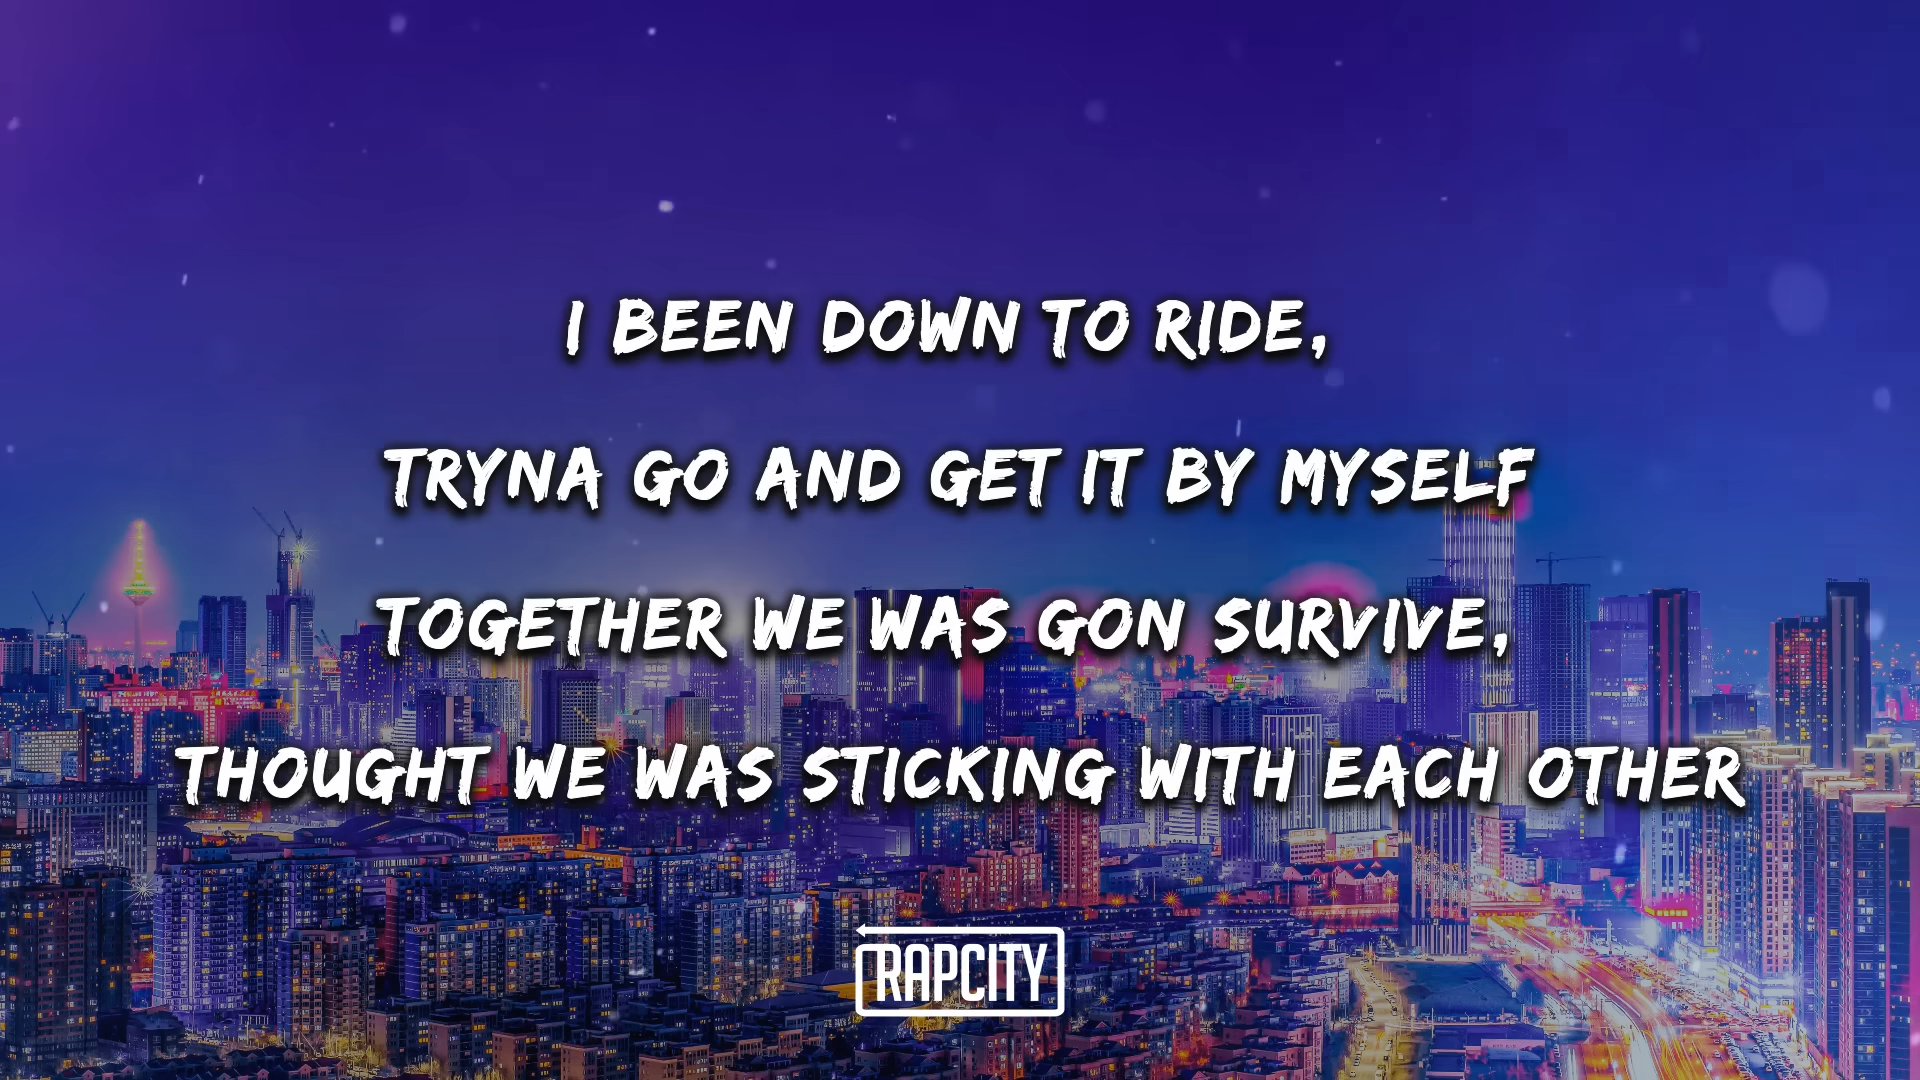 I BEEN DOWN TO RIDE,
TRYNA GO AND GET IT BY MYSELF
TOGETHER WE WAS GON SURVIVE,
THOUGHT WE WAS STICKING WITH EACH OTHER
RAPCITY